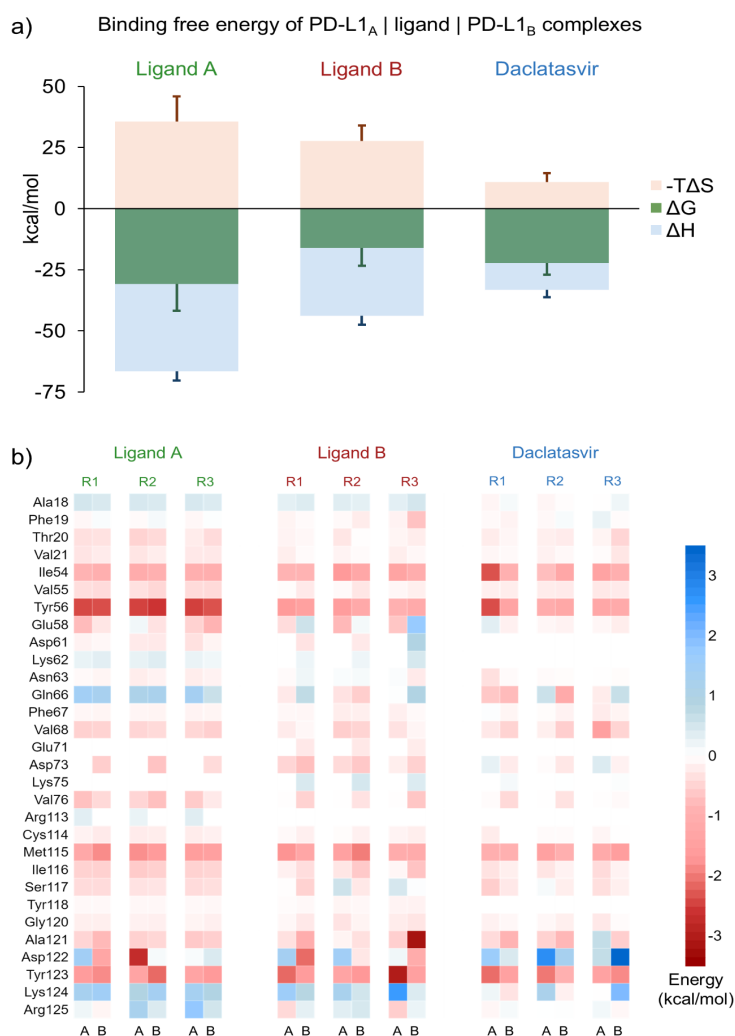 a)
Binding free energy of PD-L1A | ligand | PD-L1B complexes
Ligand A Ligand B Daclatasvir
50
25
0
-25
-50
-75
kcal/mol
-TΔS
ΔG
ΔH
b)
Ligand A Ligand B Daclatasvir
R1 R2 R3 R1 R2 R3 R1 R2 R3
Ala18
Phe19
Thr20
Val21
Ile54
Val55
Tyr56
Glu58
Asp61
Lys62
Asn63
Gln66
Phe67
Val68
Glu71
Asp73
Lys75
Val76
Arg113
Cys114
Met115
Ile116
Ser117
Tyr118
Gly120
Ala121
Asp122
Tyr123
Lys124
Arg125
A B A B A B A B A B A B A B A B A B
3
2
1
0
-1
-2
-3
Energy
(kcal/mol)